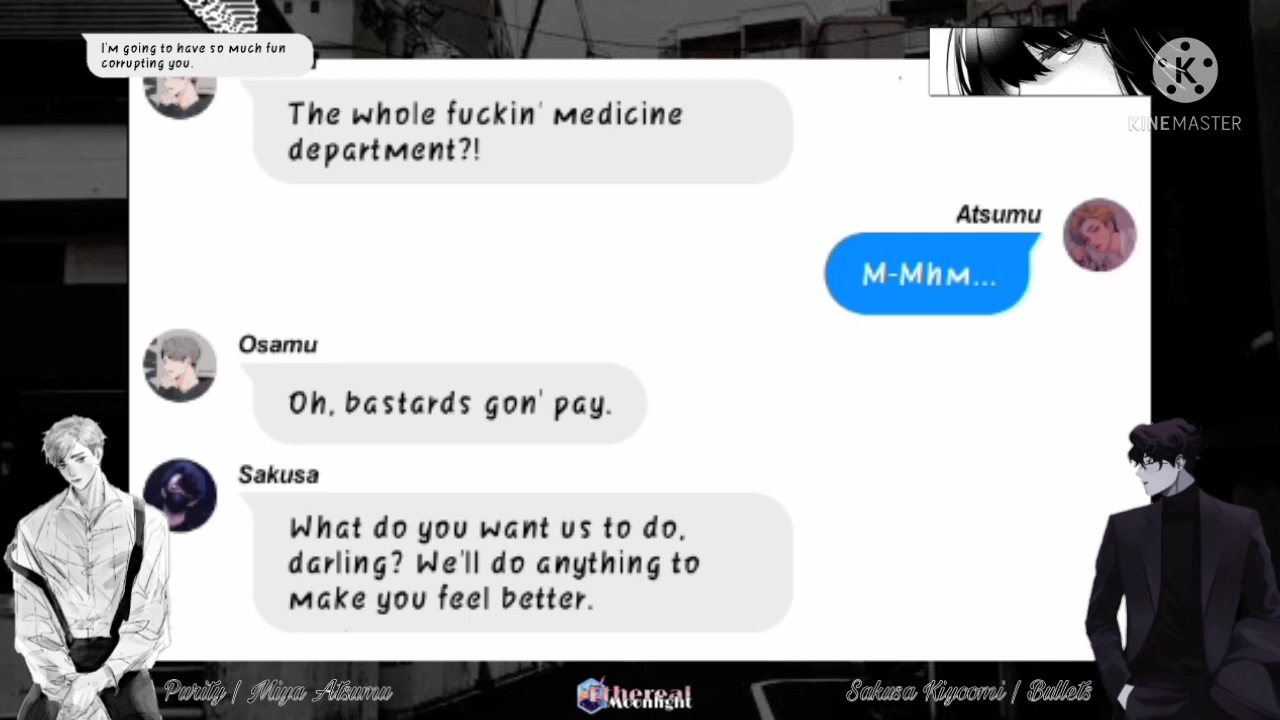 I'm going to have so much fun
corrupting you.
KINEMASTER
The whole fuckin' medicine
department?!
Atsumu
M-Mhm...
Osamu
Oh, bastards gon' pay.
Sakusa
What do you want us to do,
darling? We'll do anything to
make you feel better.
Purity / Miya Atsumu
Ethereal
Moonlight
Sakusa Kiyoomi / Bullets